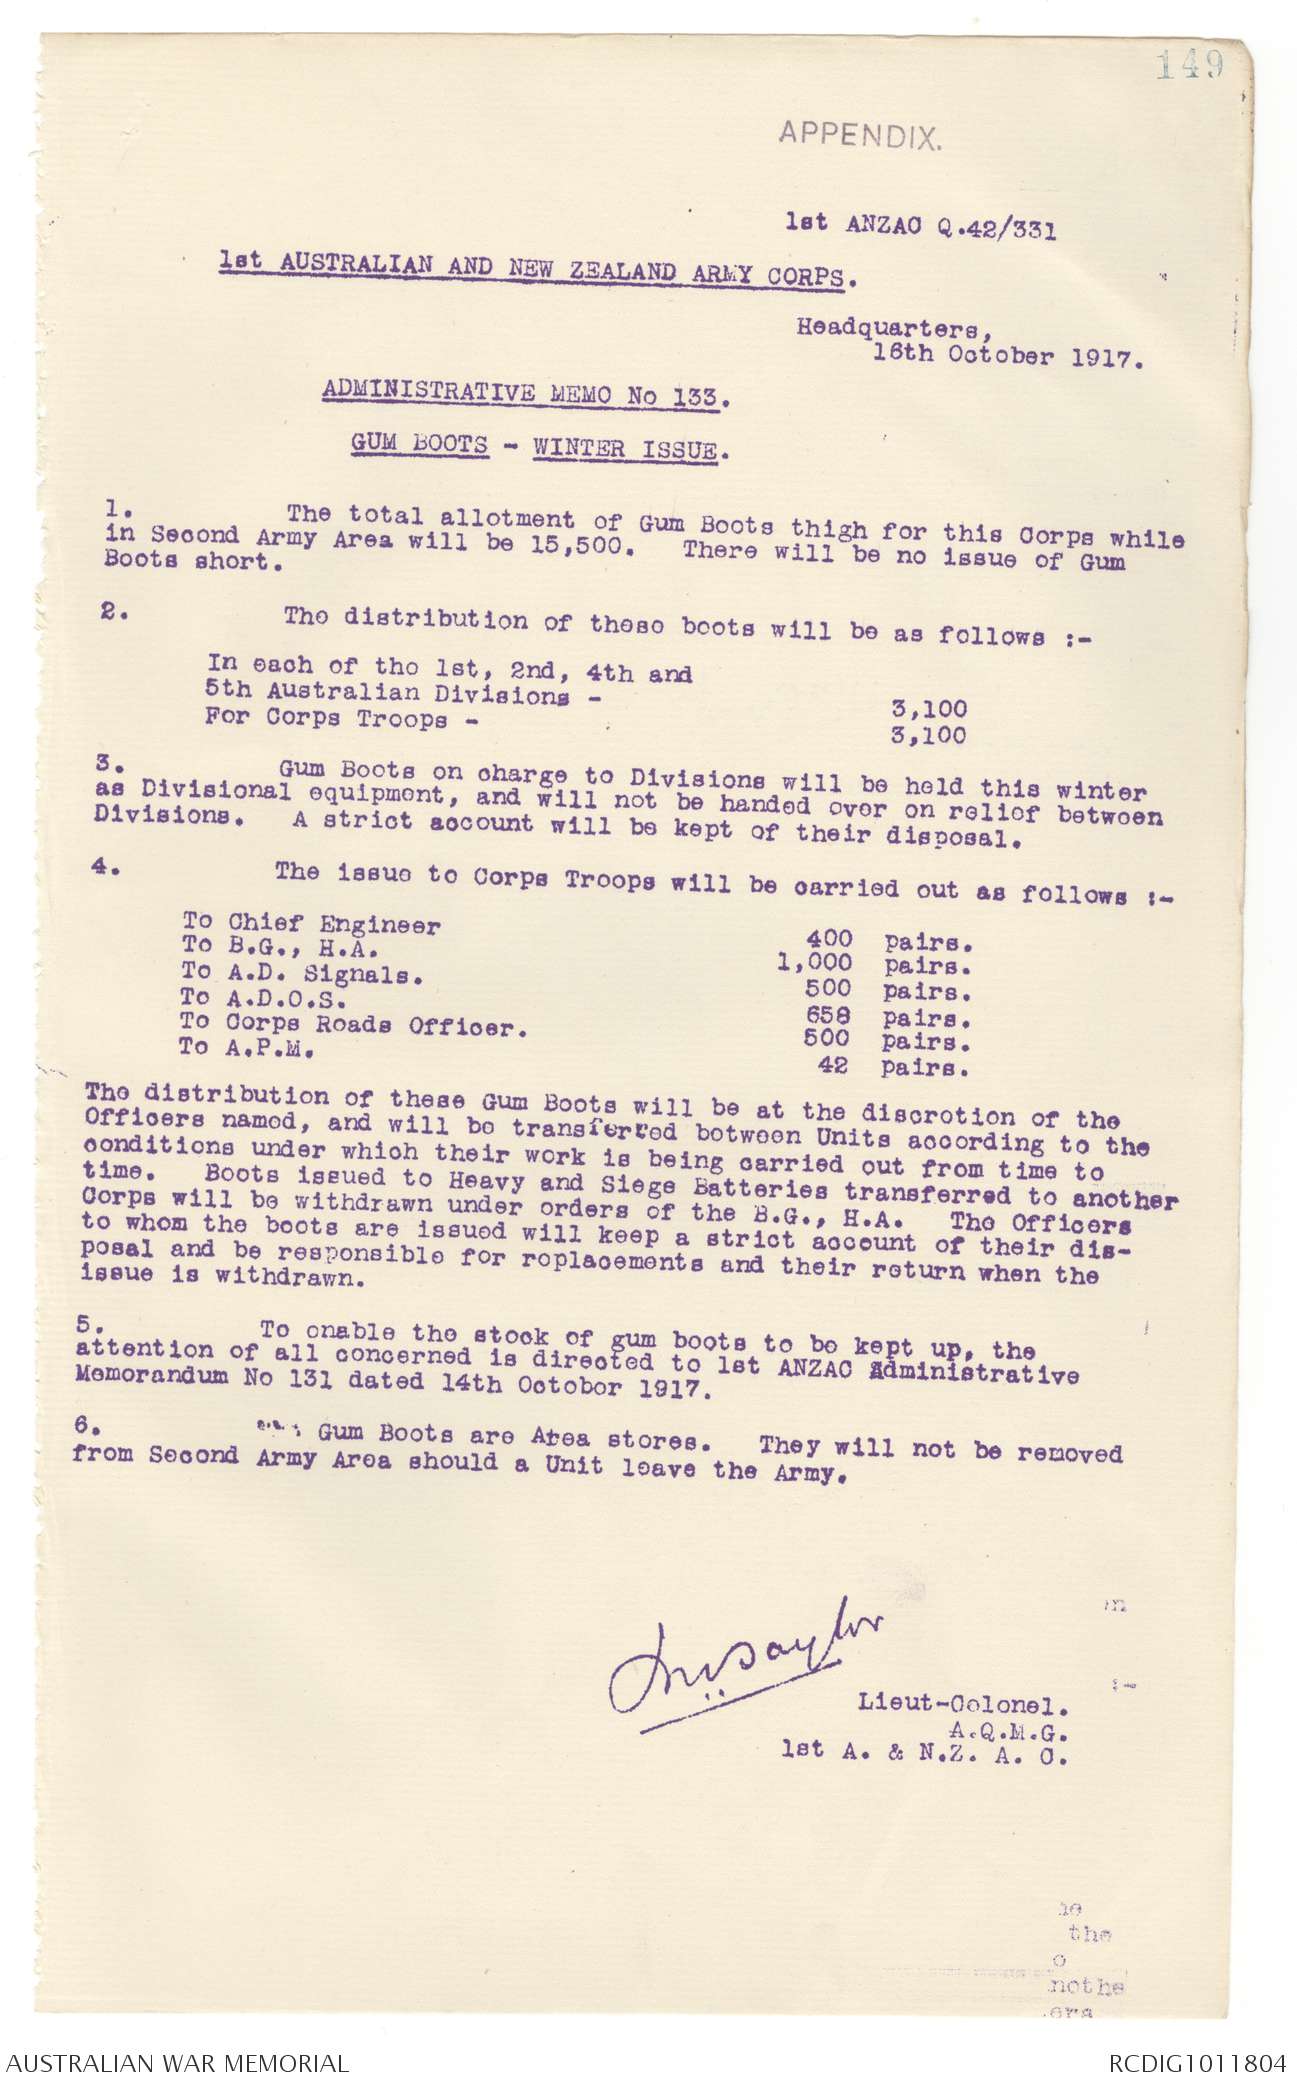 149
APPENDIX.
1st ANZAC Q.42/331
1st AUSTRALIAN AND NEW ZEALAND ARMY CORPS.
Headquarters,
16th October 1917.
ADMINISTRATIVE MEMO No 133.
GUM BOOTS - WINTER ISSUE.
1. The total allotment of Gum Boots thigh for this Corps while
in Second Army Area will be 15,500. There will be no issue of Gum
Boots short.
2. The distribution of these boots will be as follows :-
In each of the 1st, 2nd, 4th and
5th Australian Divisions - 3,100
For Corps Troops - 3,100
3. Gum Boots on charge to Divisions will be held this winter
as Divisional equipment, and will not be handed over on relief between
Divisions. A strict account will be kept of their disposal.
4. The issue to Corps Troops will be carried out as follows :-
To Chief Engineer 400 pairs.
To B.G., H.A. 1,000 pairs.
To A.D. Signals. 500 pairs.
To A.D.O.S. 658 pairs.
To Corps Roads Officer. 500 pairs.
To A.P.M. 42 pairs.
The distribution of these Gum Boots will be at the discretion of the
Officers named, and will be transferred between Units according to the
conditions under which their work is being carried out from time to
time. Boots issued to Heavy and Siege Batteries transferred to another
Corps will be withdrawn under orders of the B.G., H.A. The Officers
to whom the boots are issued will keep a strict account of their dis-
posal and be responsible for replacements and their return when the
issue is withdrawn.
5. To enable the stock of gum boots to be kept up, the
attention of all concerned is directed to 1st ANZAC Administrative
Memorandum No 131 dated 14th October 1917.
6. Gum Boots are Area stores. They will not be removed
from Second Army Area should a Unit leave the Army.
Lieut-Colonel.
A.Q.M.G.
1st A. & N.Z. A. C.
the
nothe
AUSTRALIAN WAR MEMORIAL
RCDIG1011804